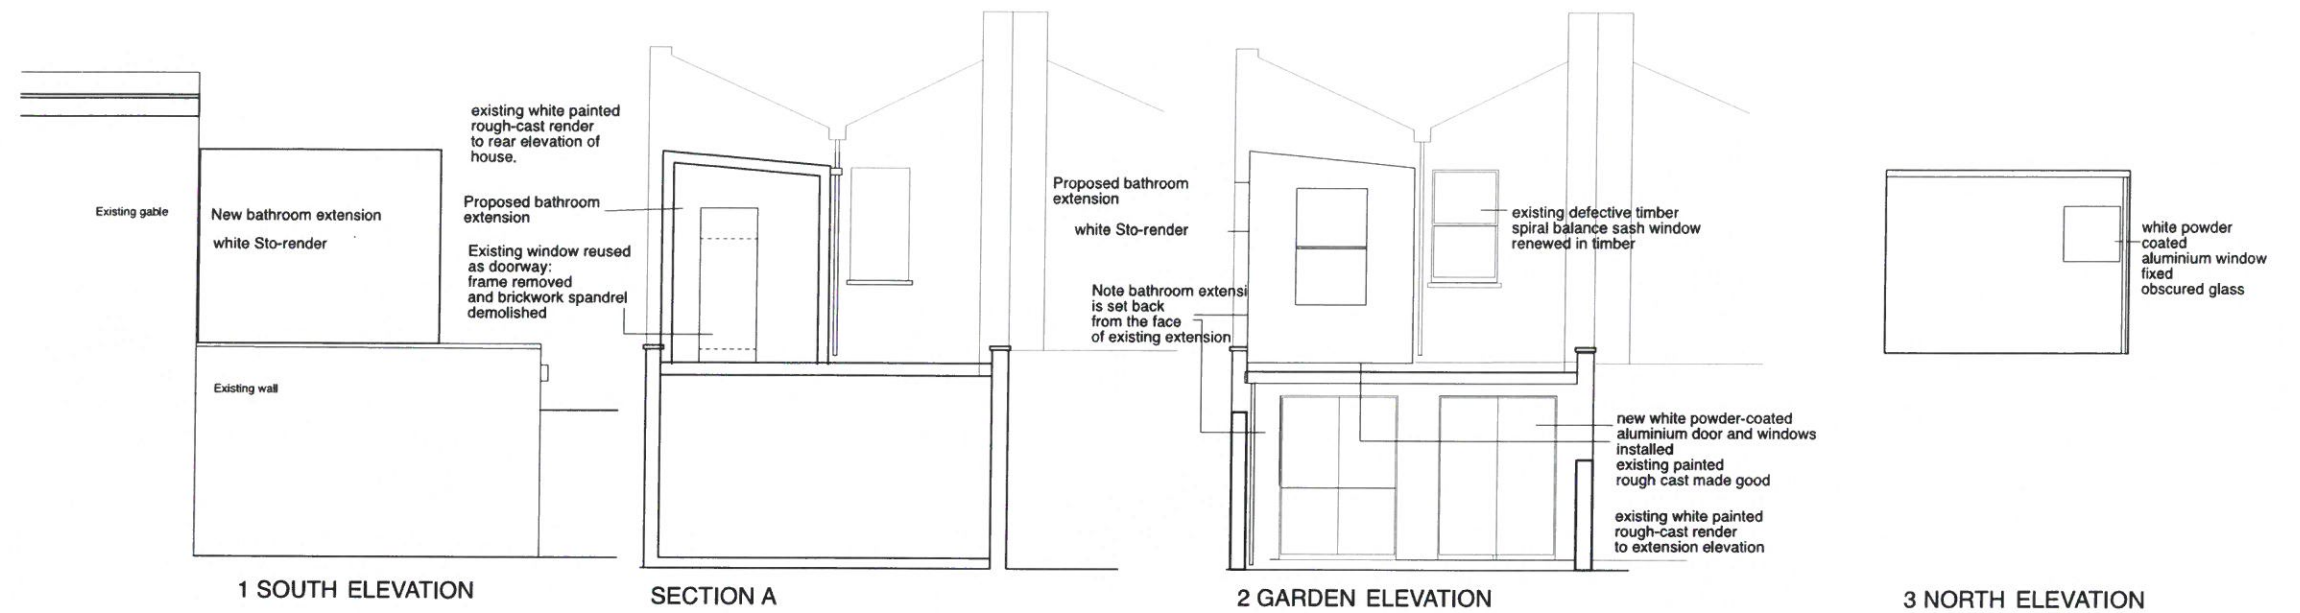 Existing gable
New bathroom extension
white Sto-render
Existing wall
1 SOUTH ELEVATION
existing white painted
rough-cast render
to rear elevation of
house.
Proposed bathroom
extension
Existing window reused
as doorway:
frame removed
and brickwork spandrel
demolished
SECTION A
Proposed bathroom
extension
white Sto-render
Note bathroom extensi
is set back
from the face
of existing extension
existing defective timber
spiral balance sash window
renewed in timber
new white powder-coated
aluminium door and windows
installed
existing painted
rough cast made good
existing white painted
rough-cast render
to extension elevation
2 GARDEN ELEVATION
white powder
coated
aluminium window
fixed
obscured glass
3 NORTH ELEVATION